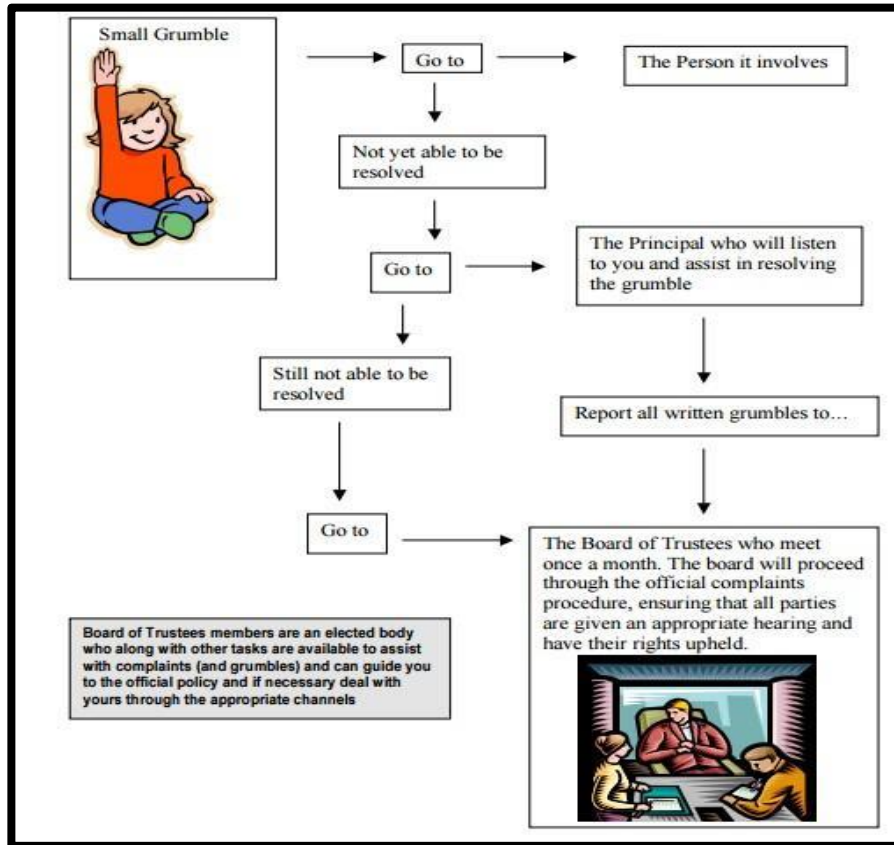 Small Grumble
Go to
The Person it involves
Not yet able to be
resolved
Go to
The Principal who will listen
to you and assist in resolving
the grumble
Still not able to be
resolved
Report all written grumbles to…
Go to
The Board of Trustees who meet
once a month. The board will proceed
through the official complaints
procedure, ensuring that all parties
are given an appropriate hearing and
have their rights upheld.
Board of Trustees members are an elected body
who along with other tasks are available to assist
with complaints (and grumbles) and can guide you
to the official policy and if necessary deal with
yours through the appropriate channels